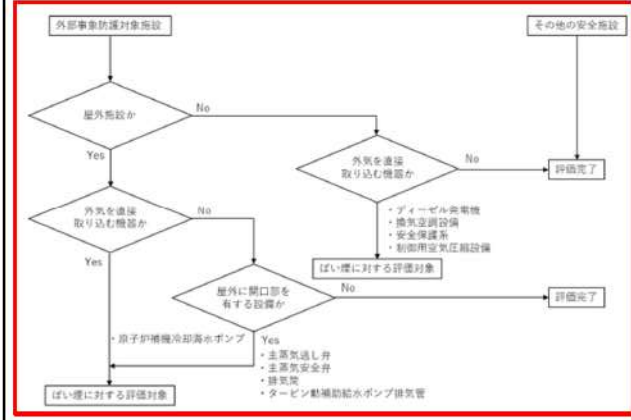 外部事象防護対象施設
その他の安全施設
屋外施設か
No
Yes
外気を直接
取り込む機器か
No
評価完了
外気を直接
取り込む機器か
No
Yes
・ディーゼル発電機
・換気空調設備
・安全保護系
・制御用空気圧縮設備
ばい煙に対する評価対象
屋外に開口部を
有する設備か
No
評価完了
・原子炉補機冷却海水ポンプ
Yes
・主蒸気逃し弁
・主蒸気安全弁
・排気筒
・タービン動補助給水ポンプ排気管
ばい煙に対する評価対象